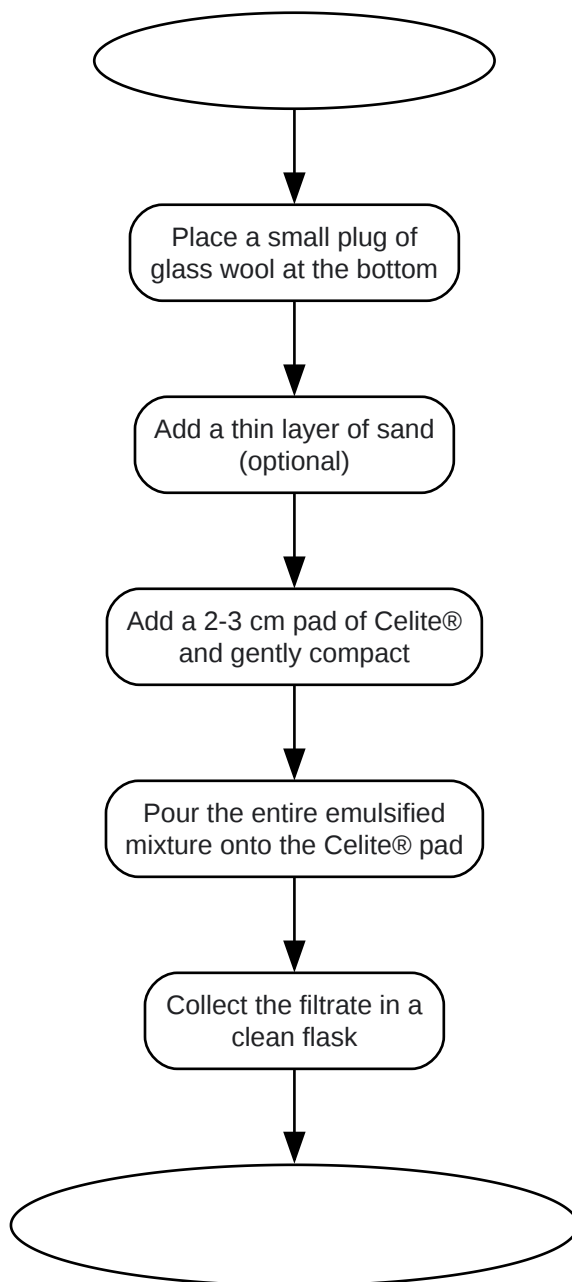 Place a small plug of
glass wool at the bottom
Add a thin layer of sand
(optional)
Add a 2-3 cm pad of Celite®
and gently compact
Pour the entire emulsified
mixture onto the Celite® pad
Collect the filtrate in a
clean flask